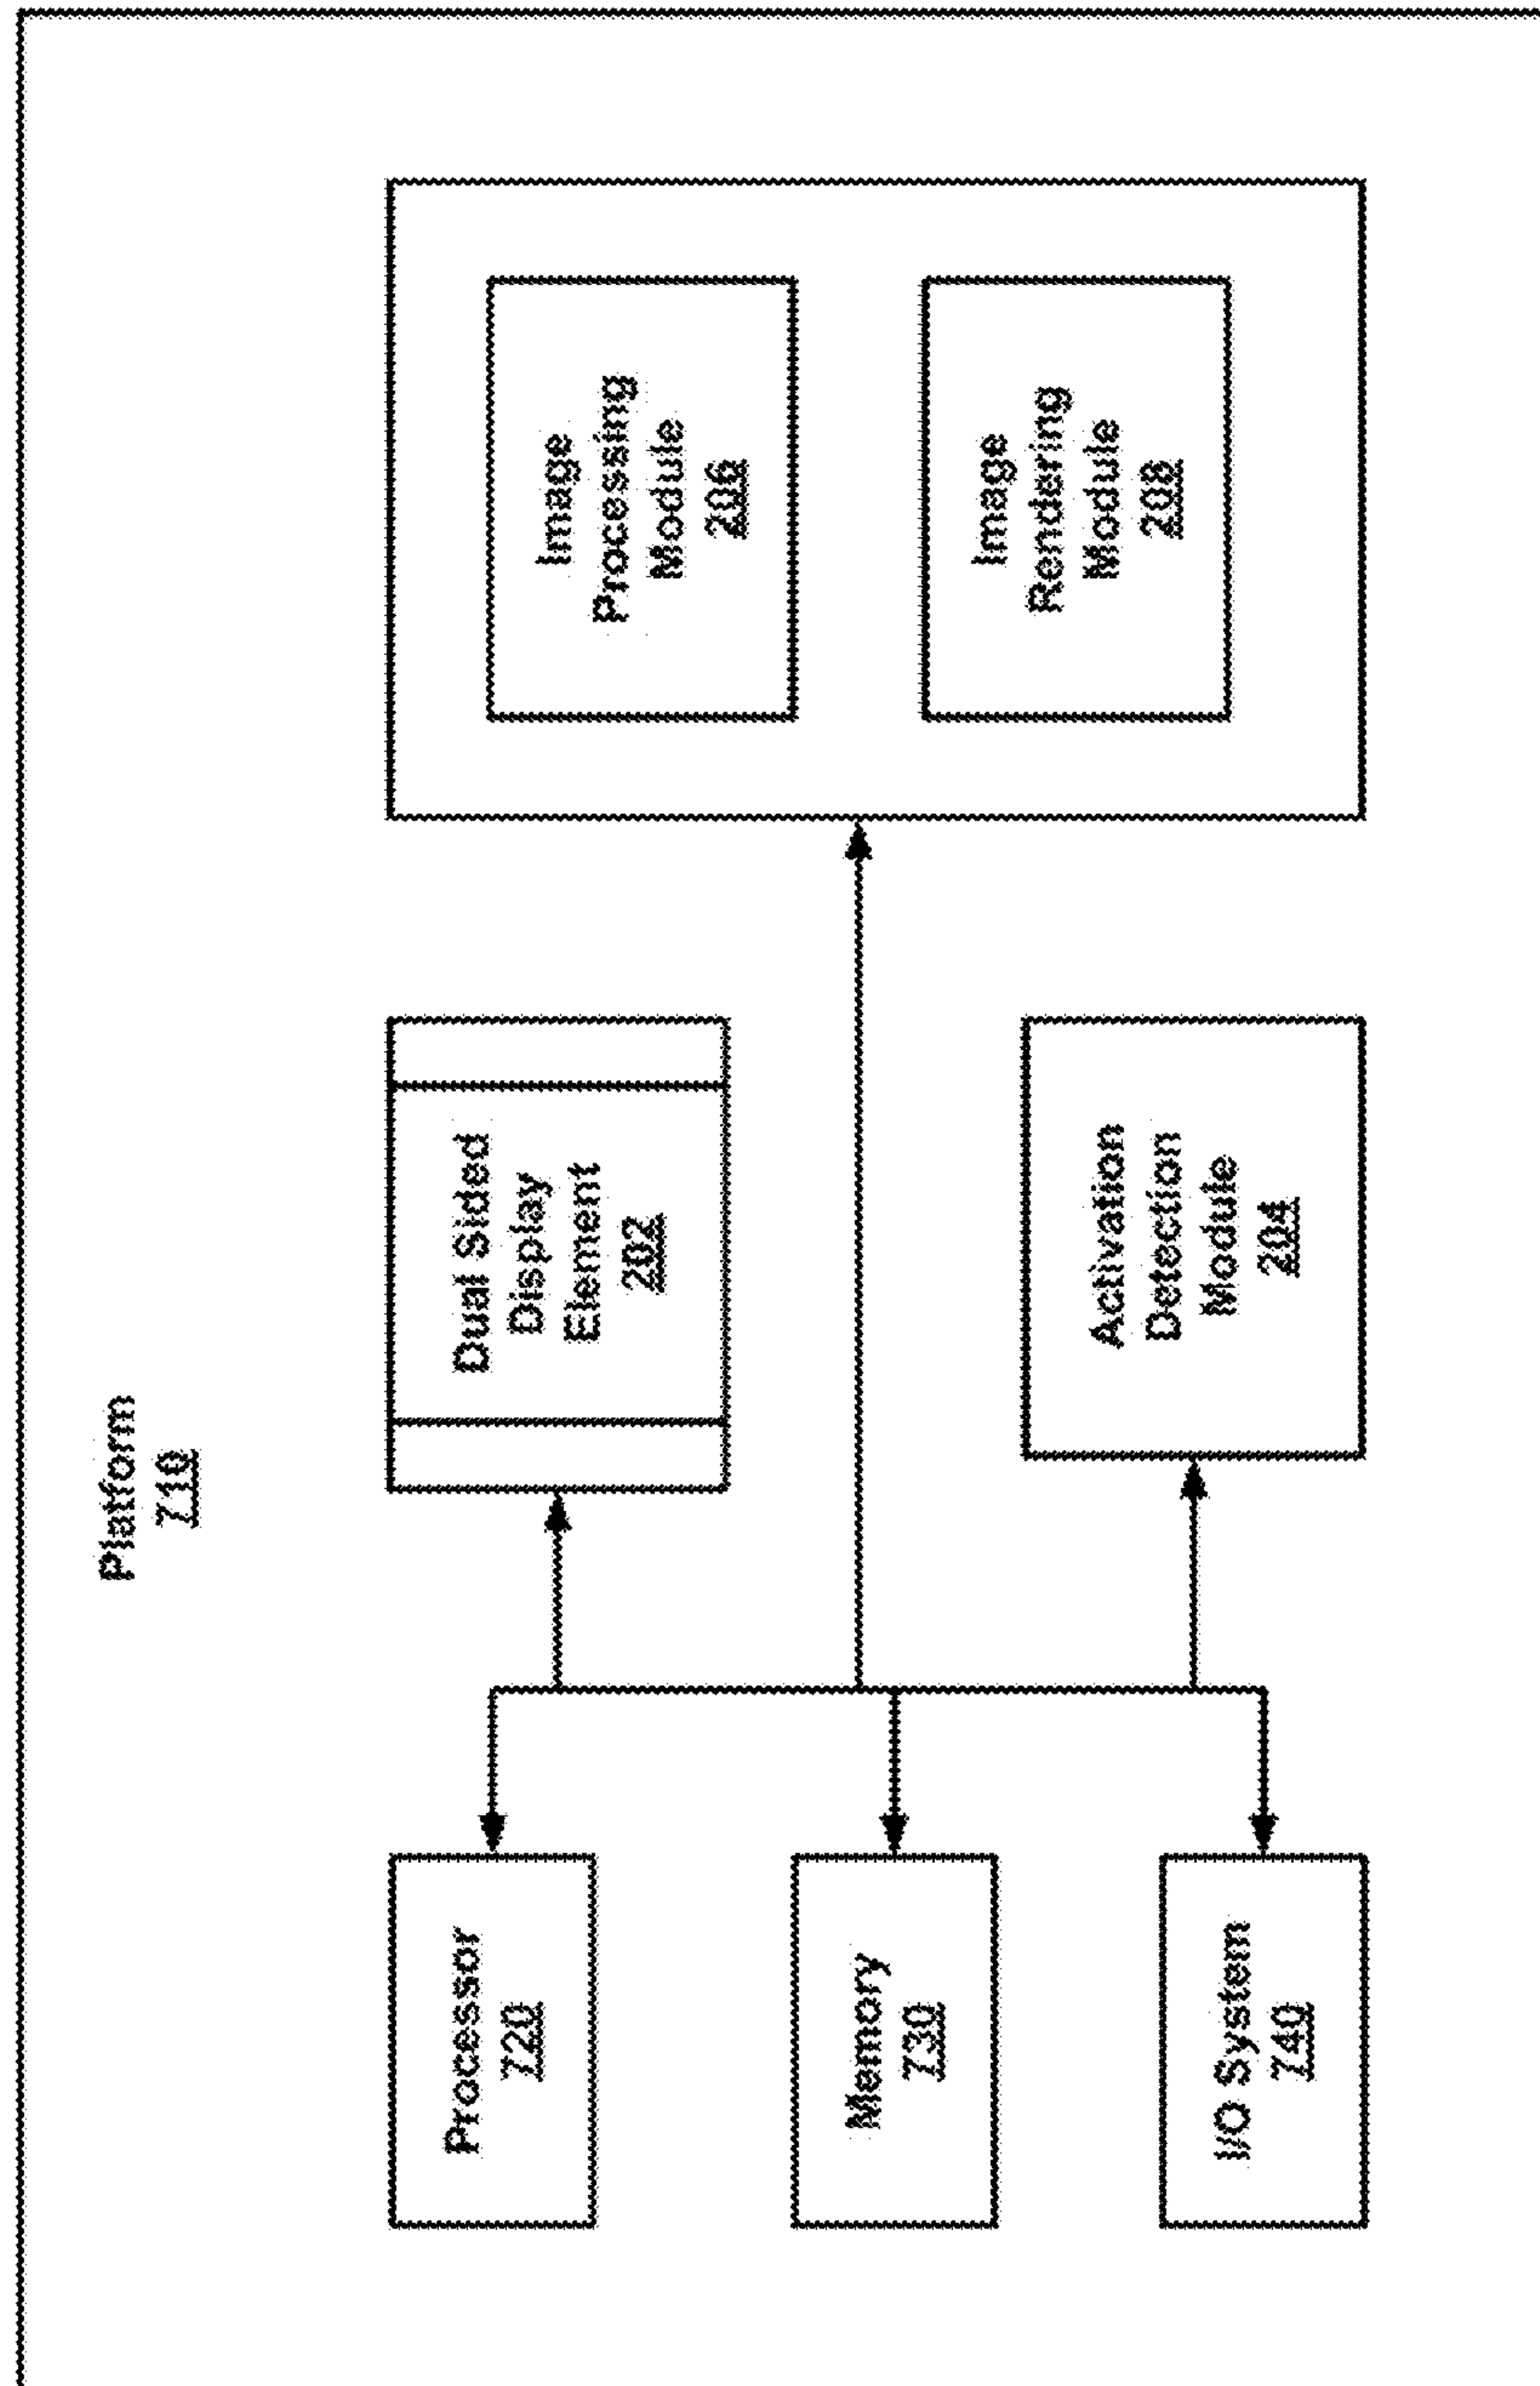 Platform
710
Processor
720
Dual Sided
Display
Element
202
Image
Processing
Module
206
Memory
730
Image
Rendering
Module
208
I/O System
740
Activation
Detection
Module
204